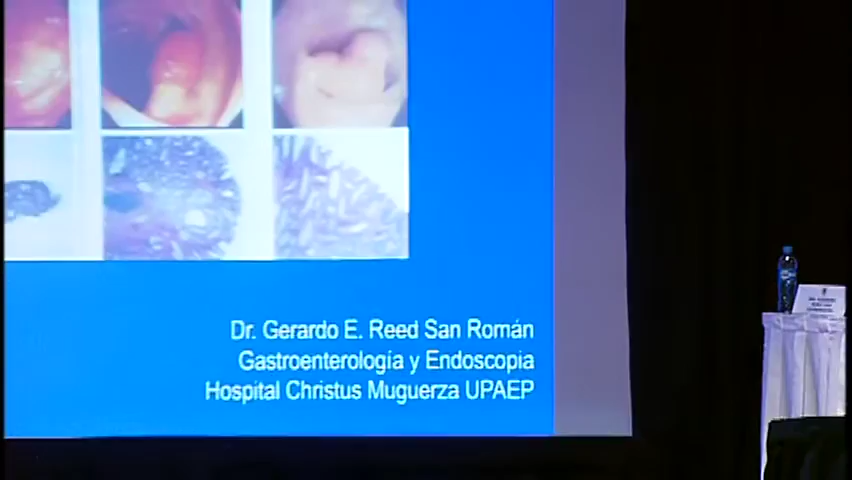 Dr. Gerardo E. Reed San Román
Gastroenterología y Endoscopia
Hospital Christus Muguerza UPAEP